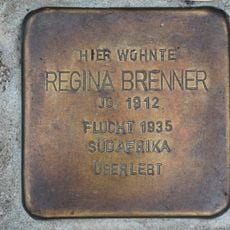 HIER WOHNTE
REGINA BRENNER
JG. 1912
FLUCHT 1935
SÜDAFRIKA
ÜBERLEBT